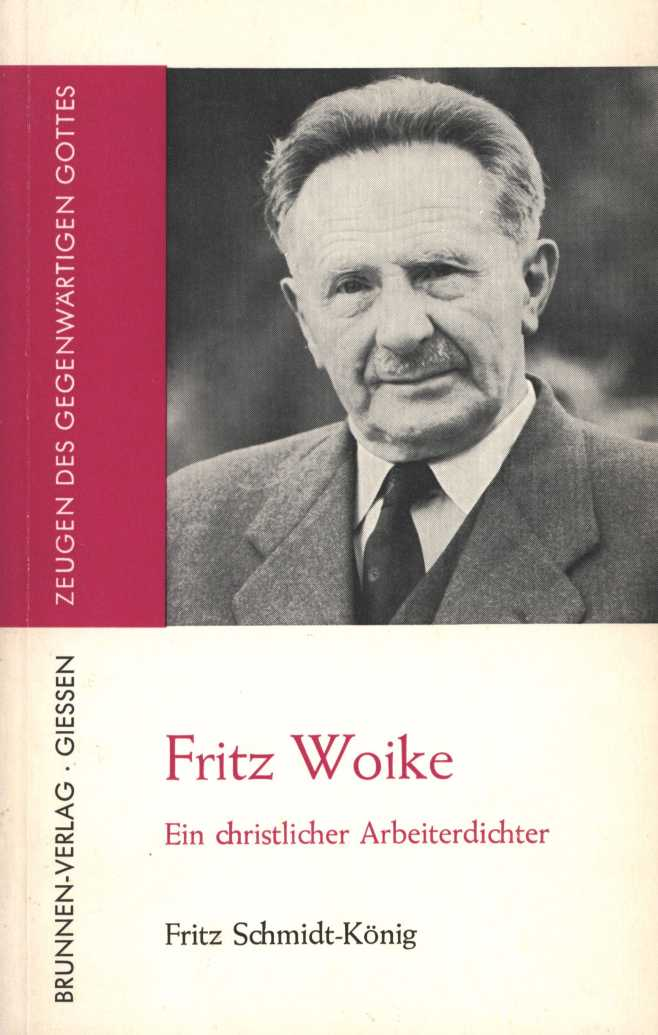 ZEUGEN DES GEGENWÄRTIGEN GOTTES
BRUNNEN-VERLAG · GIESSEN
Fritz Woike
Ein christlicher Arbeiterdichter
Fritz Schmidt-König